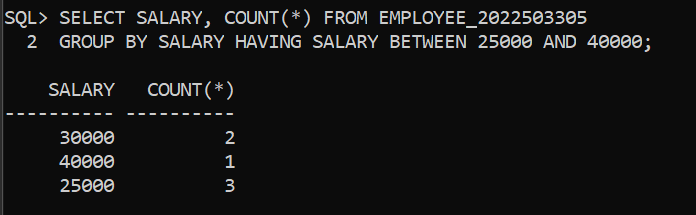 SQL> SELECT SALARY, COUNT(*) FROM EMPLOYEE_2022503305
  2  GROUP BY SALARY HAVING SALARY BETWEEN 25000 AND 40000;

    SALARY   COUNT(*)
---------- ----------
     30000          2
     40000          1
     25000          3